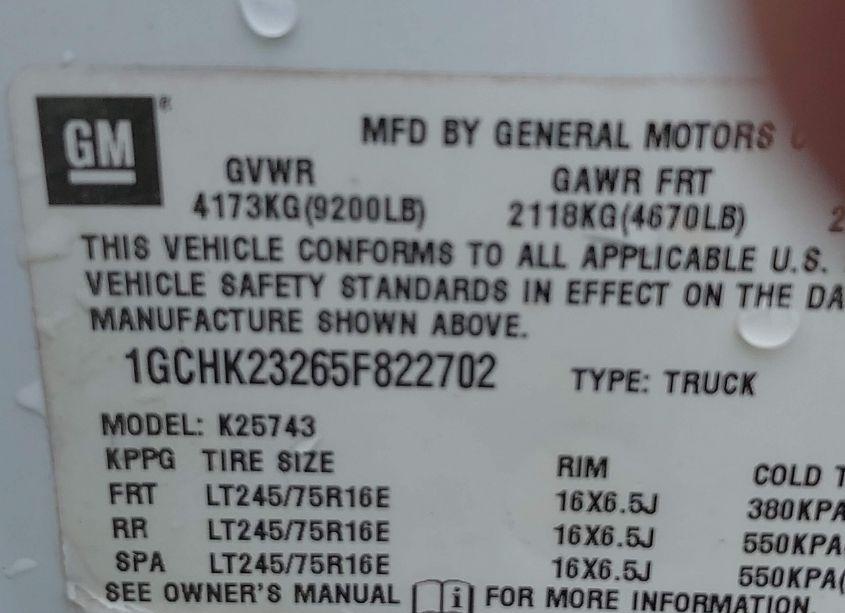 GM ®
MFD BY GENERAL MOTORS
GVWR GAWR FRT
4173KG(9200LB) 2118KG(4670LB) 2
THIS VEHICLE CONFORMS TO ALL APPLICABLE U.S.
VEHICLE SAFETY STANDARDS IN EFFECT ON THE DA
MANUFACTURE SHOWN ABOVE.
1GCHK23265F822702 TYPE: TRUCK
MODEL: K25743
KPPG TIRE SIZE RIM COLD T
FRT LT245/75R16E 16X6.5J 380KPA
RR LT245/75R16E 16X6.5J 550KPA
SPA LT245/75R16E 16X6.5J 550KPA(
SEE OWNER'S MANUAL i FOR MORE INFORMATION